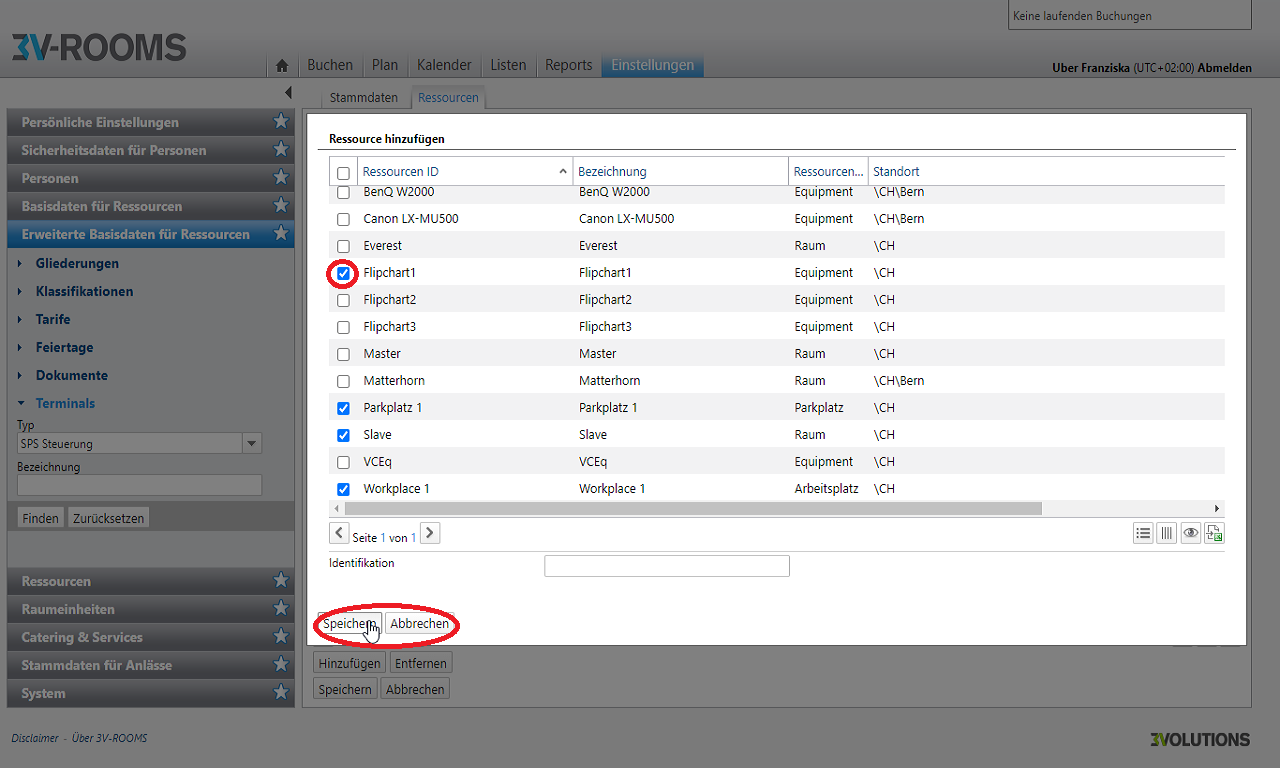 Keine laufenden Buchungen
3V-ROOMS
Buchen
Plan
Kalender
Listen
Reports
Einstellungen
Uber Franziska (UTC+02:00) Abmelden
Stammdaten
Ressourcen
Persönliche Einstellungen
Sicherheitsdaten für Personen
Personen
Basisdaten für Ressourcen
Erweiterte Basisdaten für Ressourcen
Gliederungen
Klassifikationen
Tarife
Feiertage
Dokumente
Terminals
Typ
SPS Steuerung
Bezeichnung
Finden Zurücksetzen
Ressourcen
Raumeinheiten
Catering & Services
Stammdaten für Anlässe
System
Ressource hinzufügen
Ressourcen ID Bezeichnung Ressourcen... Standort
BenQ W2000 BenQ W2000 Equipment \CH\Bern
Canon LX-MU500 Canon LX-MU500 Equipment \CH\Bern
Everest Everest Raum \CH
Flipchart1 Flipchart1 Equipment \CH
Flipchart2 Flipchart2 Equipment \CH
Flipchart3 Flipchart3 Equipment \CH
Master Master Raum \CH
Matterhorn Matterhorn Raum \CH\Bern
Parkplatz 1 Parkplatz 1 Parkplatz \CH
Slave Slave Raum \CH
VCEq VCEq Equipment \CH
Workplace 1 Workplace 1 Arbeitsplatz \CH
Seite 1 von 1
Identifikation
Speichern Abbrechen
Hinzufügen Entfernen
Speichern Abbrechen
Disclaimer - Über 3V-ROOMS
3VOLUTIONS